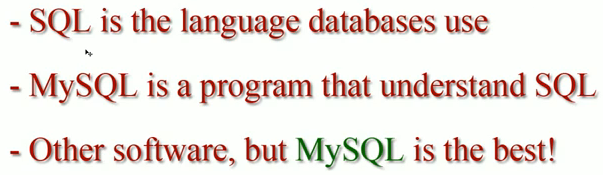 - SQL is the language databases use
- MySQL is a program that understand SQL
- Other software, but MySQL is the best!